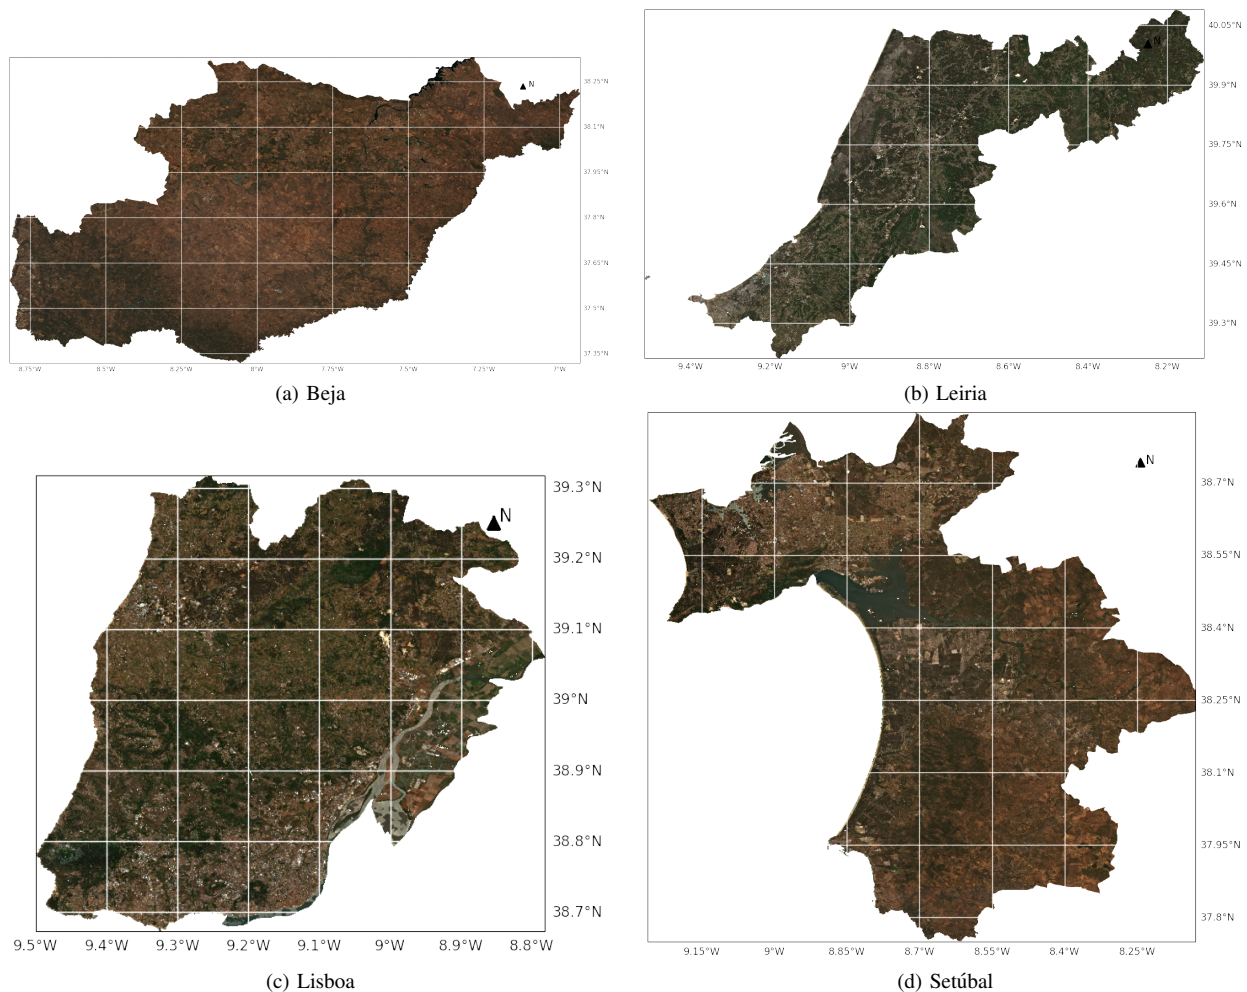 N
38.25°N
38.1°N
37.95°N
37.8°N
37.65°N
37.5°N
37.35°N
8.75°W 8.5°W 8.25°W 8°W 7.75°W 7.5°W 7.25°W 7°W
(a) Beja
N
40.05°N
39.9°N
39.75°N
39.6°N
39.45°N
39.3°N
9.4°W 9.2°W 9°W 8.8°W 8.6°W 8.4°W 8.2°W
(b) Leiria
N
39.3°N
39.2°N
39.1°N
39°N
38.9°N
38.8°N
38.7°N
9.5°W 9.4°W 9.3°W 9.2°W 9.1°W 9°W 8.9°W 8.8°W
(c) Lisboa
N
38.7°N
38.55°N
38.4°N
38.25°N
38.1°N
37.95°N
37.8°N
9.15°W 9°W 8.85°W 8.7°W 8.55°W 8.4°W 8.25°W
(d) Setúbal